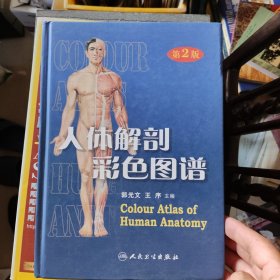 COLOUR
第2版
人体解剖
彩色图谱
郭光文 王序 主编
Colour Atlas of
Human Anatomy
人民卫生出版社